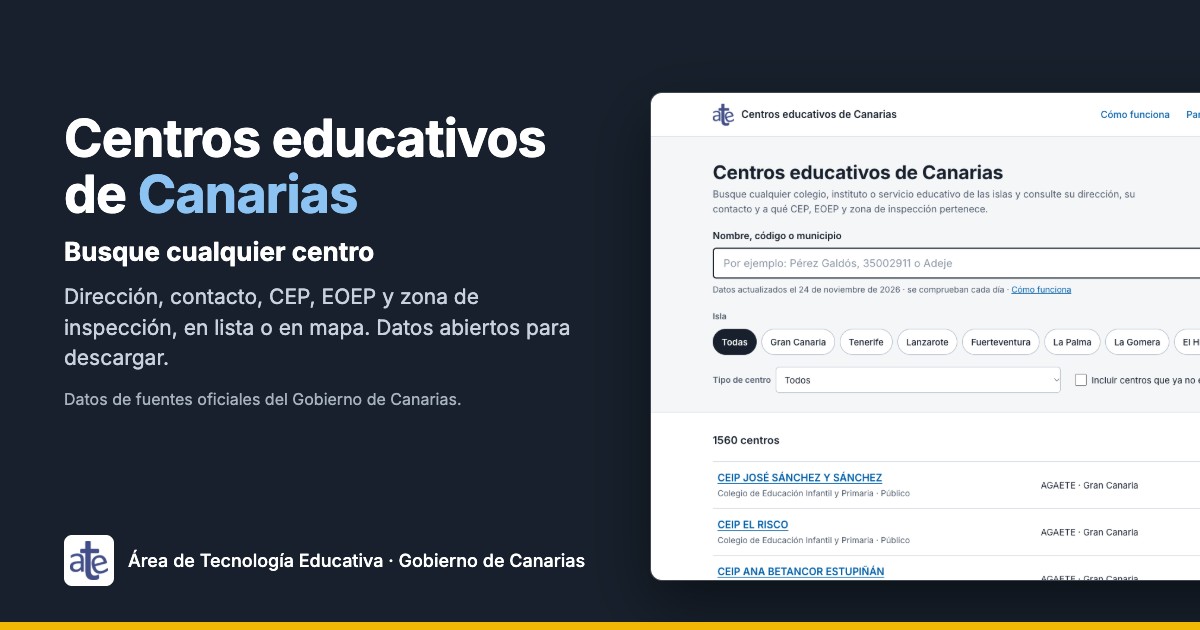 Centros educativos
de Canarias
Busque cualquier centro
Dirección, contacto, CEP, EOEP y zona de
inspección, en lista o en mapa. Datos abiertos para
descargar.
Datos de fuentes oficiales del Gobierno de Canarias.
ate
Área de Tecnología Educativa · Gobierno de Canarias
ate
Centros educativos de Canarias
Cómo funciona
Centros educativos de Canarias
Busque cualquier colegio, instituto o servicio educativo de las islas y consulte su dirección, su
contacto y a qué CEP, EOEP y zona de inspección pertenece.
Nombre, código o municipio
Por ejemplo: Pérez Galdós, 35002911 o Adeje
Datos actualizados el 24 de noviembre de 2026 · se comprueban cada día · Cómo funciona
Isla
Todas Gran Canaria Tenerife Lanzarote Fuerteventura La Palma La Gomera El H
Tipo de centro Todos Incluir centros que ya no e
1560 centros
CEIP JOSÉ SÁNCHEZ Y SÁNCHEZ
Colegio de Educación Infantil y Primaria · Público
AGAETE · Gran Canaria
CEIP EL RISCO
Colegio de Educación Infantil y Primaria · Público
AGAETE · Gran Canaria
CEIP ANA BETANCOR ESTUPIÑÁN
AGAETE · Gran Canaria